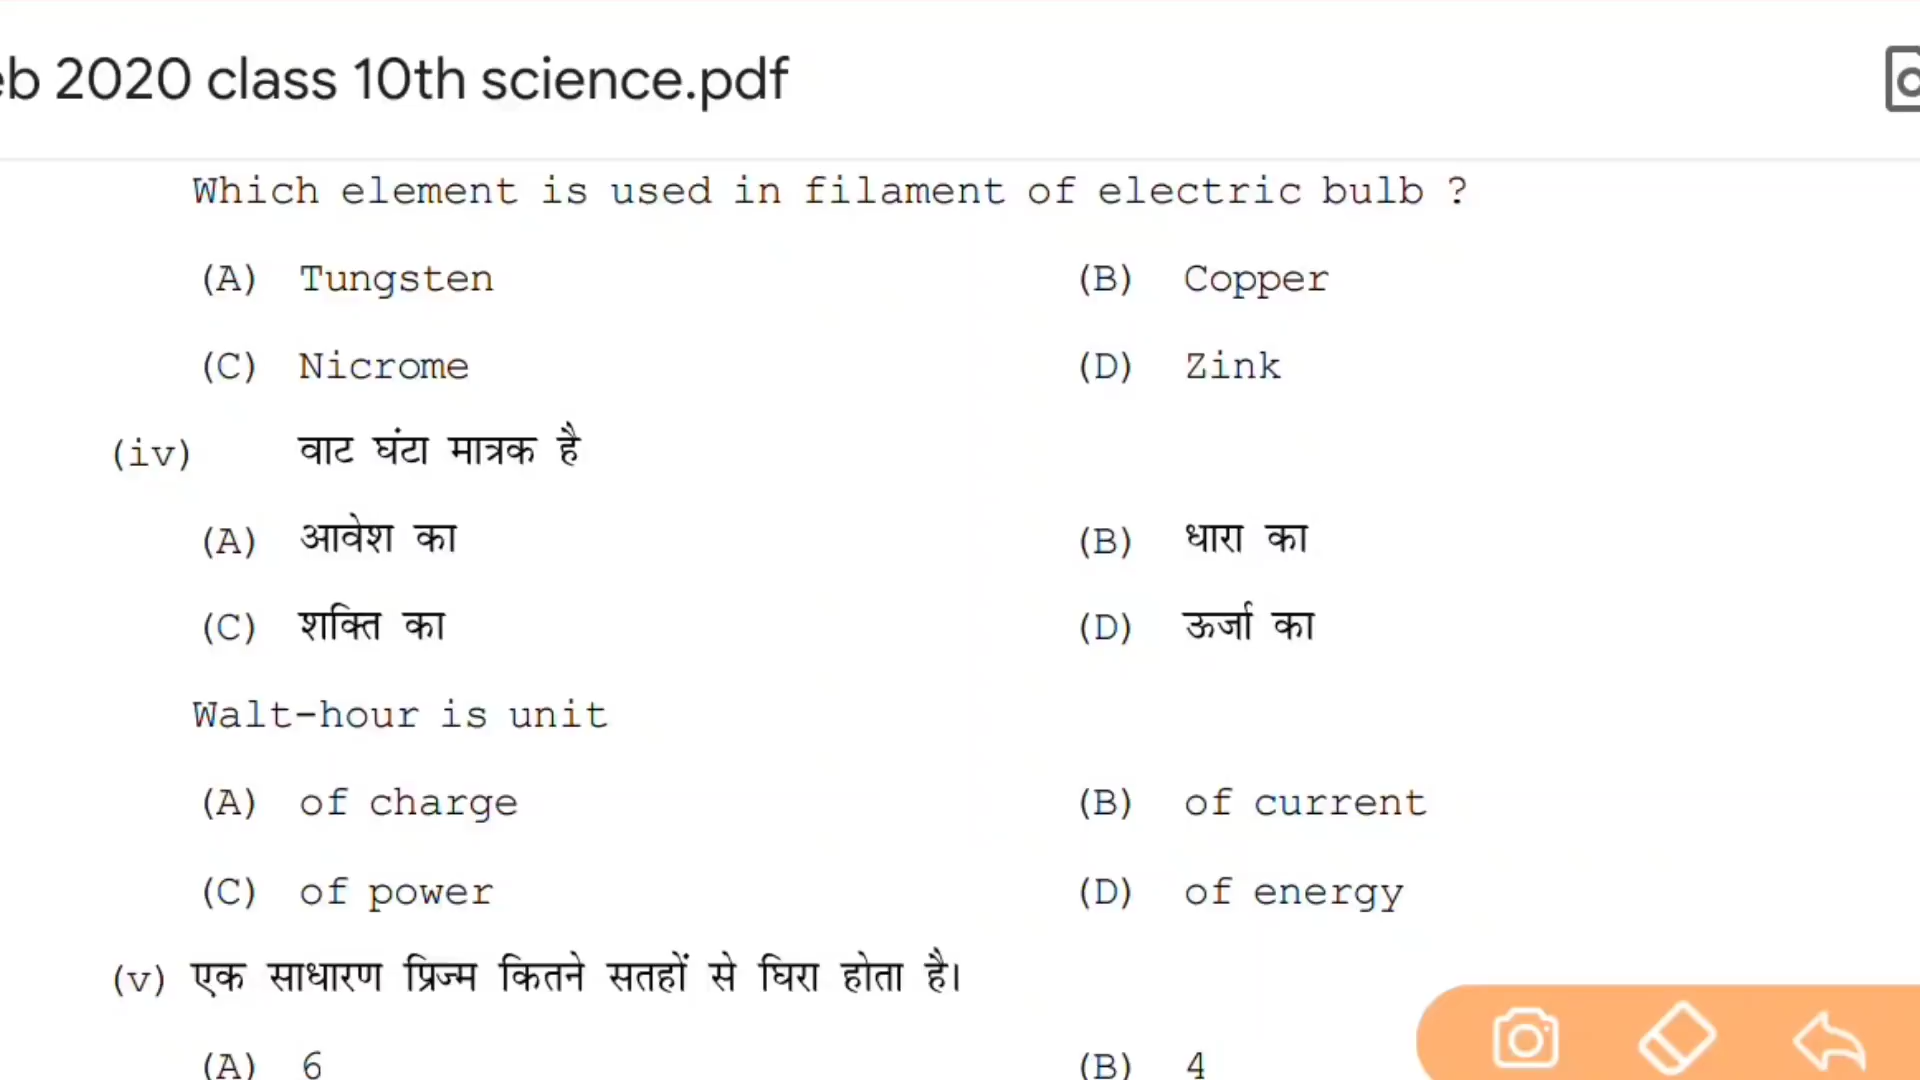 eb 2020 class 10th science.pdf
Which element is used in filament of electric bulb ?
(A) Tungsten (B) Copper
(C) Nicrome (D) Zink
(iv) वाट घंटा मात्रक है
(A) आवेश का (B) धारा का
(C) शक्ति का (D) ऊर्जा का
Walt-hour is unit
(A) of charge (B) of current
(C) of power (D) of energy
(v) एक साधारण प्रिज्म कितने सतहों से घिरा होता है।
(A) 6 (B) 4